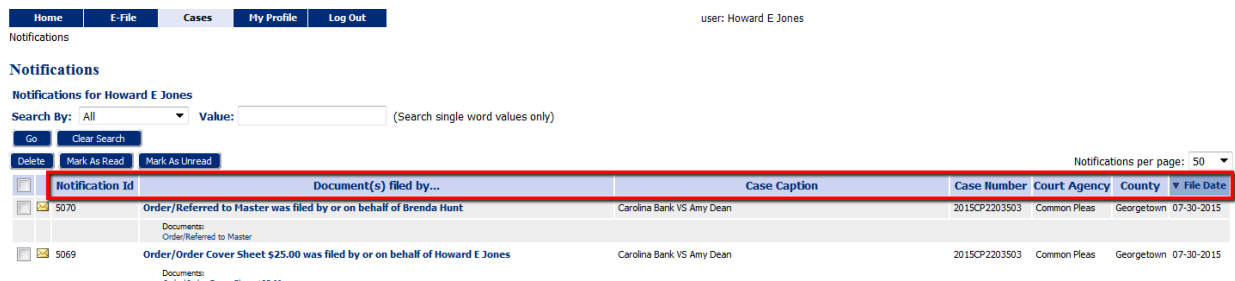 Home E-File Cases My Profile Log Out user: Howard E Jones
Notifications
Notifications
Notifications for Howard E Jones
Search By: All Value: (Search single word values only)
Go Clear Search
Delete Mark As Read Mark As Unread Notifications per page: 50
Notification Id Document(s) filed by... Case Caption Case Number Court Agency County ▼ File Date
5070 Order/Referred to Master was filed by or on behalf of Brenda Hunt Carolina Bank VS Amy Dean 2015CP2203503 Common Pleas Georgetown 07-30-2015
Documents:
Order/Referred to Master
5069 Order/Order Cover Sheet $25.00 was filed by or on behalf of Howard E Jones Carolina Bank VS Amy Dean 2015CP2203503 Common Pleas Georgetown 07-30-2015
Documents: